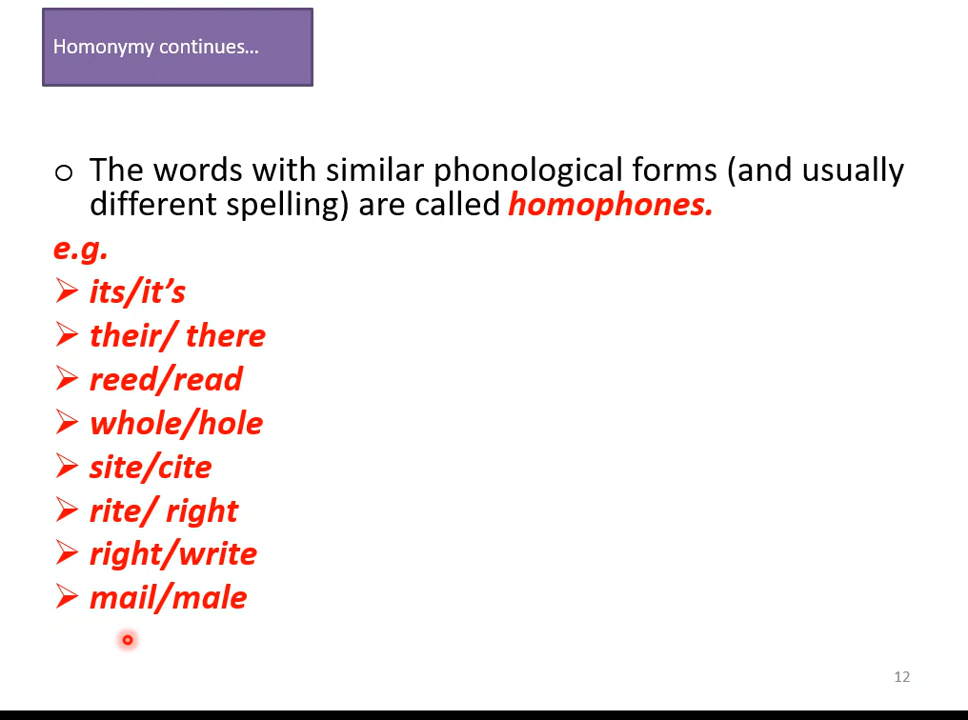 Homonymy continues…
The words with similar phonological forms (and usually
different spelling) are called homophones.
e.g.
its/it’s
their/ there
reed/read
whole/hole
site/cite
rite/ right
right/write
mail/male
12